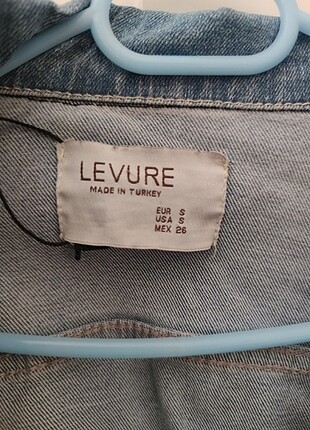 LEVURE
MADE IN TURKEY
EUR S
USA S
MEX 26